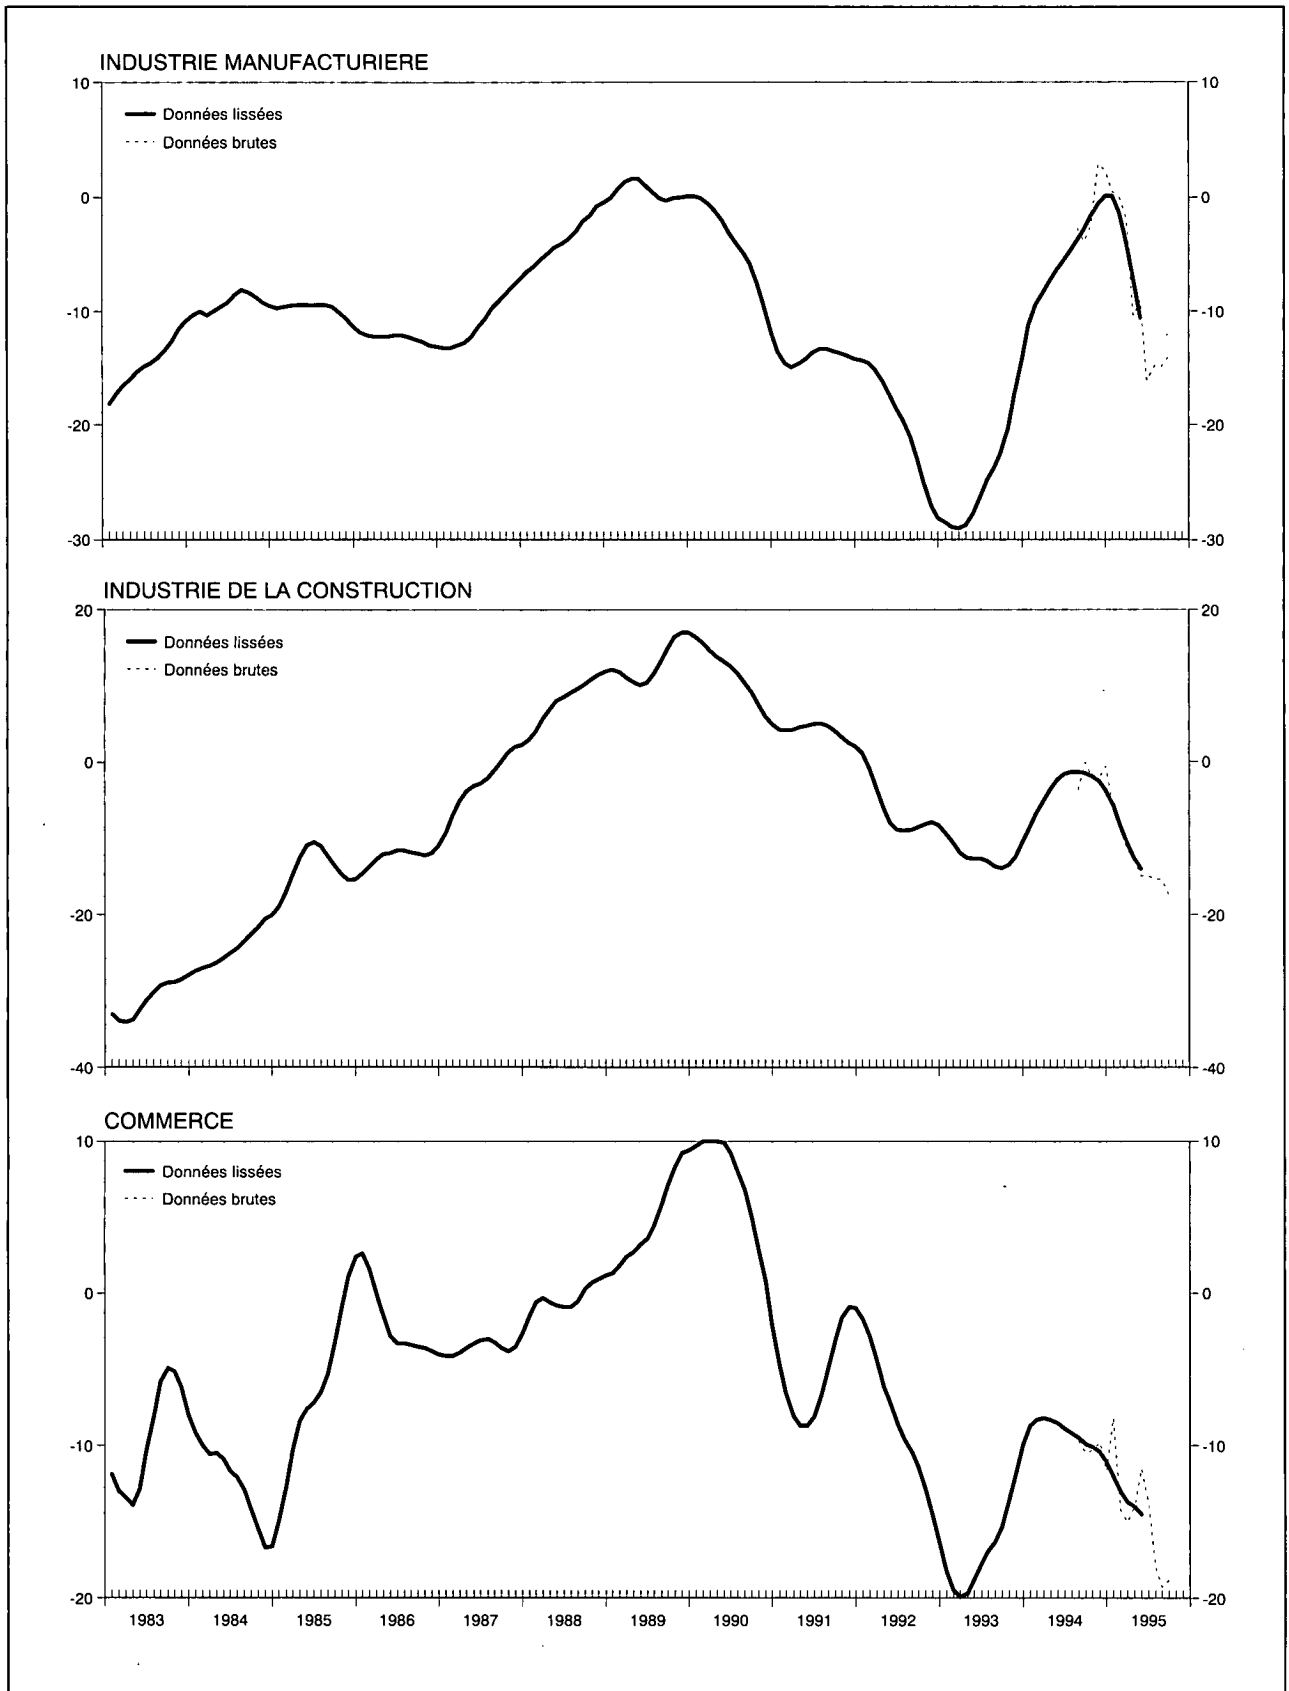 INDUSTRIE MANUFACTURIERE
10 10
Données lissées
Données brutes
0 0
-10 -10
-20 -20
-30 -30
INDUSTRIE DE LA CONSTRUCTION
20 20
Données lissées
Données brutes
0 0
-20 -20
-40 -40
COMMERCE
10 10
Données lissées
Données brutes
0 0
-10 -10
-20 -20
1983 1984 1985 1986 1987 1988 1989 1990 1991 1992 1993 1994 1995